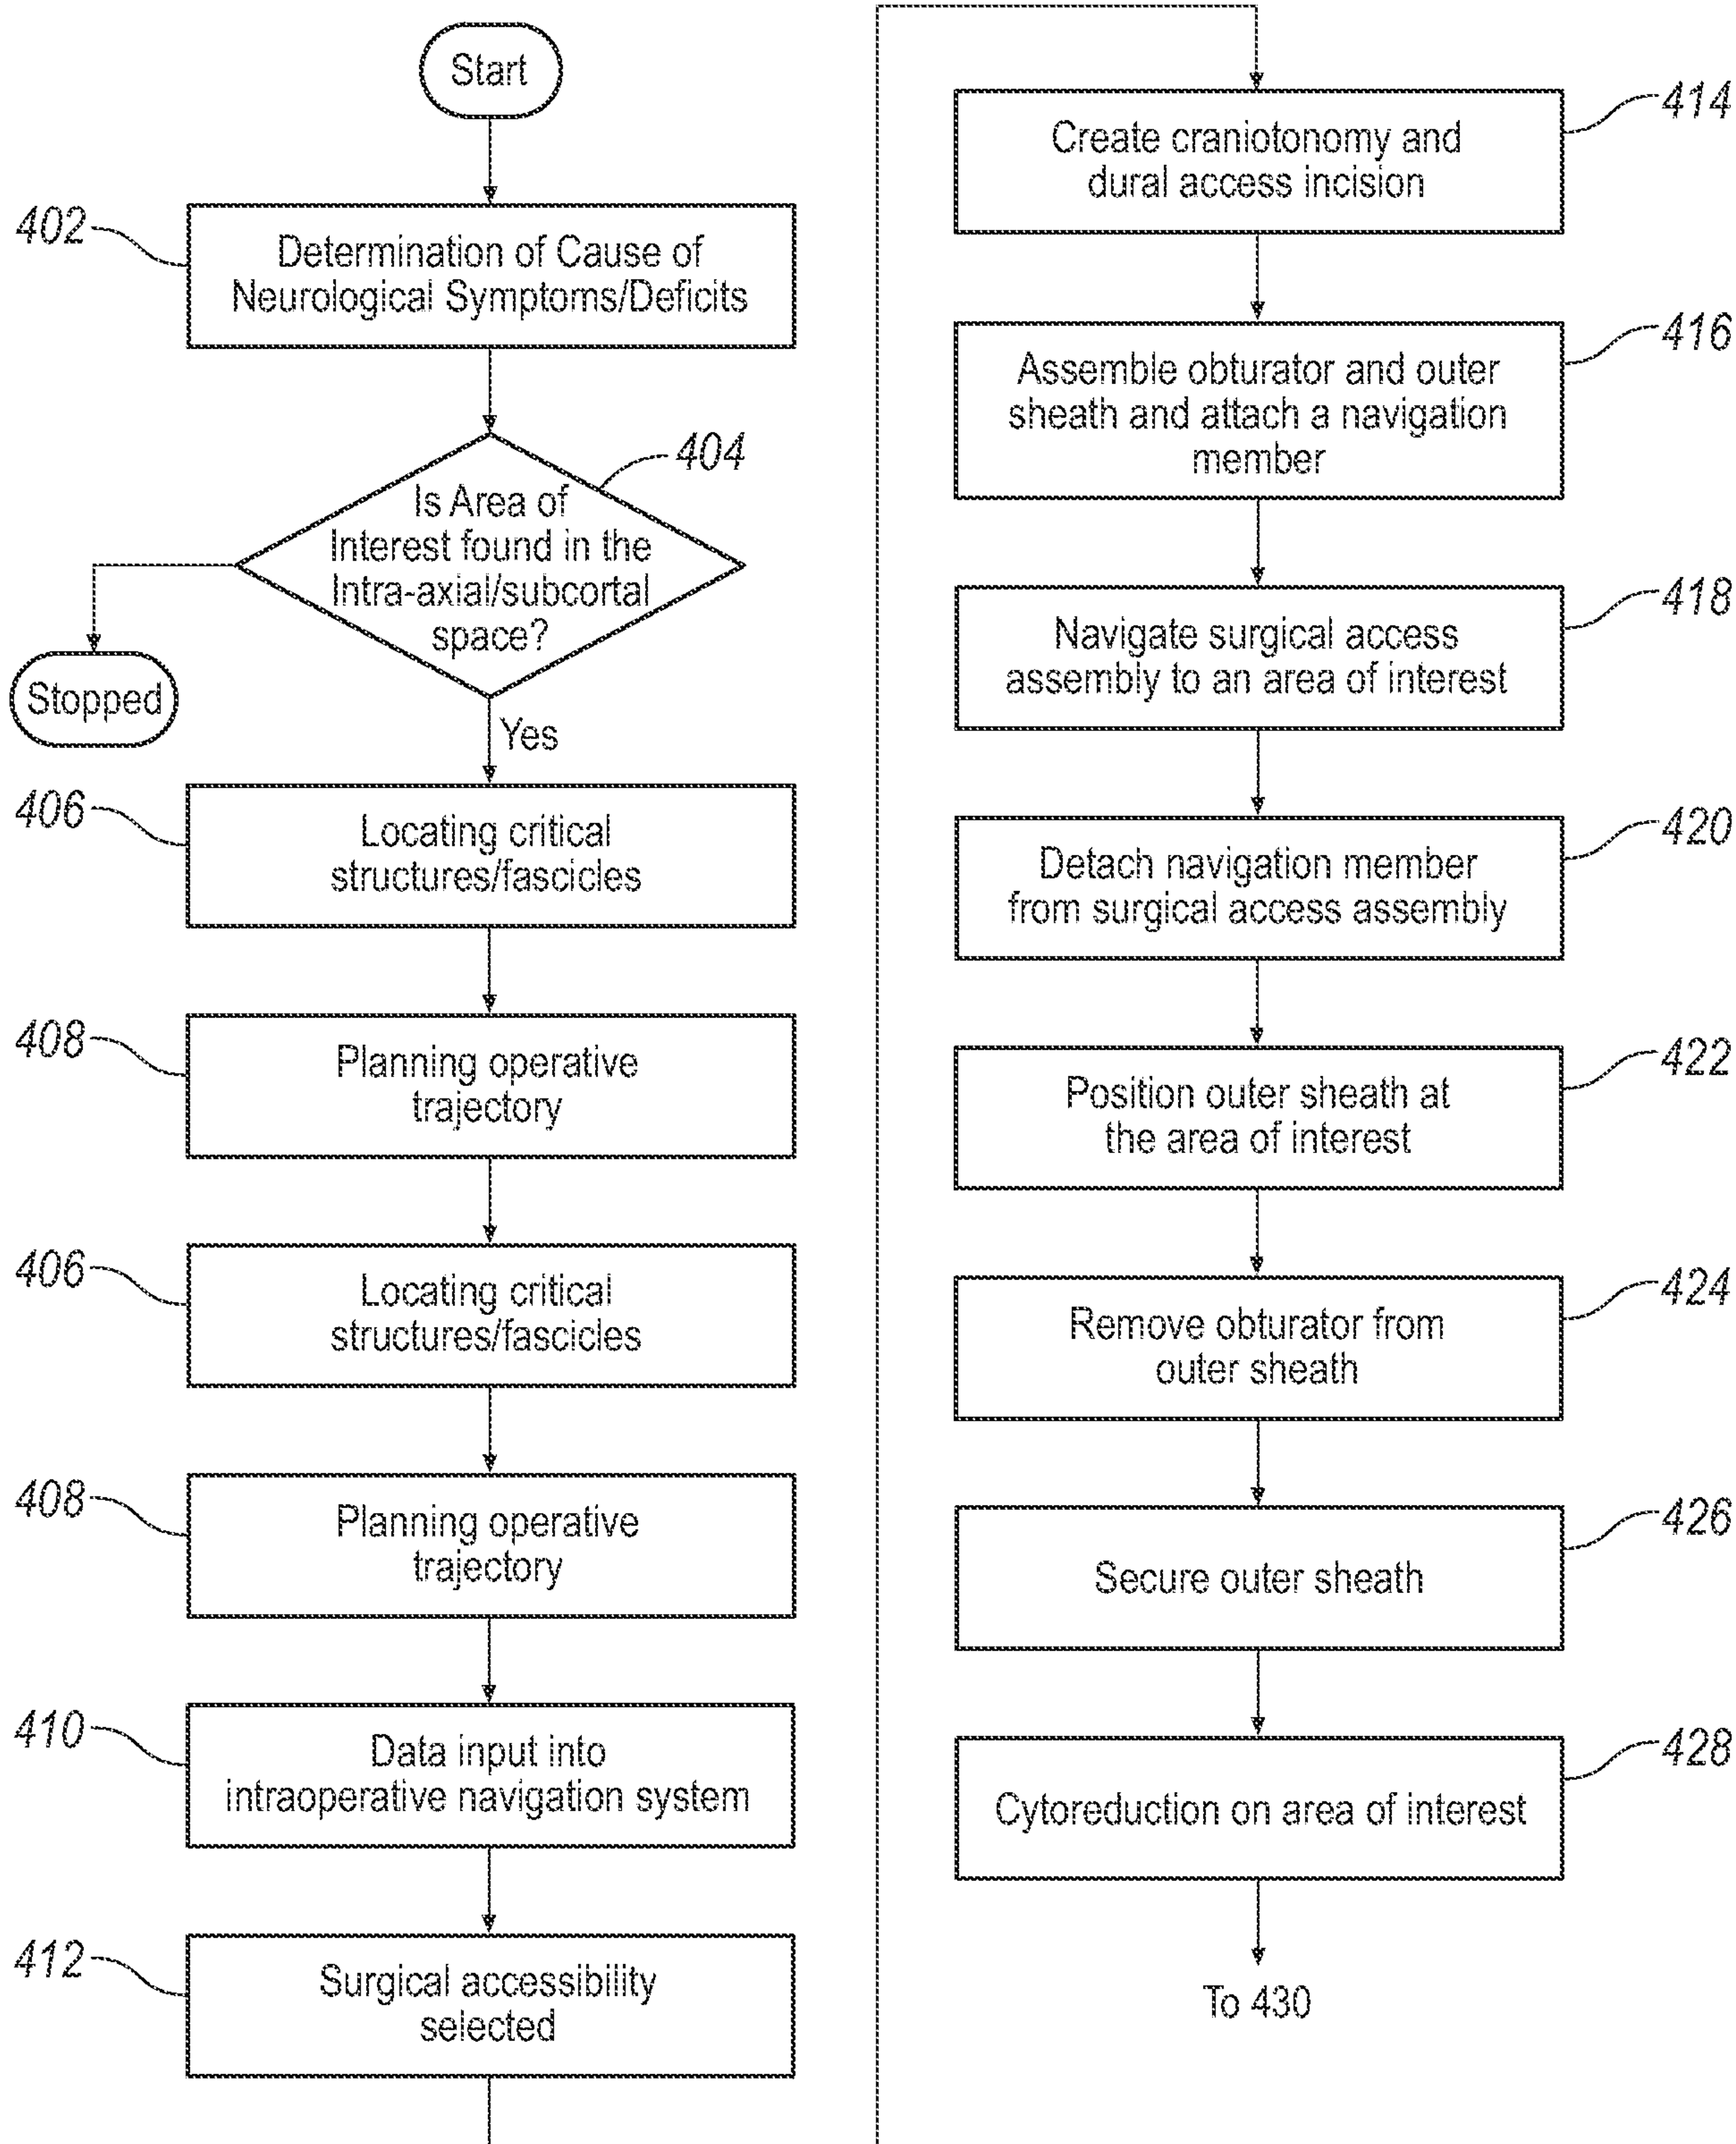 Start
402
Determination of Cause of
Neurological Symptoms/Deficits
404
Is Area of
Interest found in the
Intra-axial/subcortal
space?
Stopped
Yes
406
Locating critical
structures/fascicles
408
Planning operative
trajectory
406
Locating critical
structures/fascicles
408
Planning operative
trajectory
410
Data input into
intraoperative navigation system
412
Surgical accessibility
selected
414
Create craniotonomy and
dural access incision
416
Assemble obturator and outer
sheath and attach a navigation
member
418
Navigate surgical access
assembly to an area of interest
420
Detach navigation member
from surgical access assembly
422
Position outer sheath at
the area of interest
424
Remove obturator from
outer sheath
426
Secure outer sheath
428
Cytoreduction on area of interest
To 430